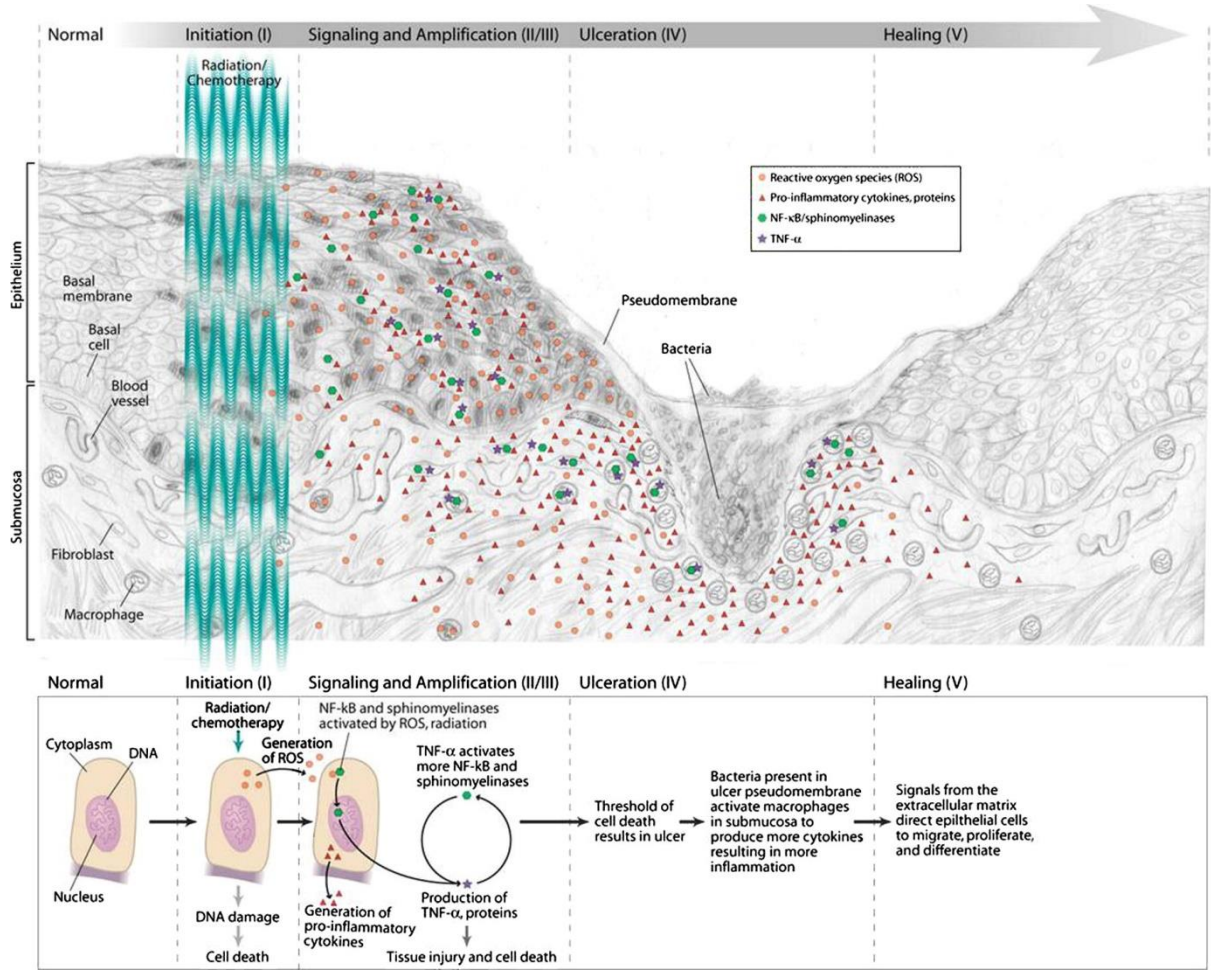 Normal
Initiation (I)
Signaling and Amplification (II/III)
Ulceration (IV)
Healing (V)
Radiation/
Chemotherapy
Reactive oxygen species (ROS)
Pro-inflammatory cytokines, proteins
NF-κB/sphinomyelinases
TNF-α
Epithelium
Submucosa
Basal
membrane
Basal
cell
Blood
vessel
Fibroblast
Macrophage
Pseudomembrane
Bacteria
Normal
Initiation (I)
Signaling and Amplification (II/III)
Ulceration (IV)
Healing (V)
Cytoplasm
DNA
Nucleus
Radiation/
chemotherapy
Generation
of ROS
DNA damage
Cell death
NF-kB and sphinomyelinases
activated by ROS, radiation
Generation of
pro-inflammatory
cytokines
TNF-α activates
more NF-kB and
sphinomyelinases
Production of
TNF-α, proteins
Tissue injury and cell death
Threshold of
cell death
results in ulcer
Bacteria present in
ulcer pseudomembrane
activate macrophages
in submucosa to
produce more cytokines
resulting in more
inflammation
Signals from the
extracellular matrix
direct epilthelial cells
to migrate, proliferate,
and differentiate